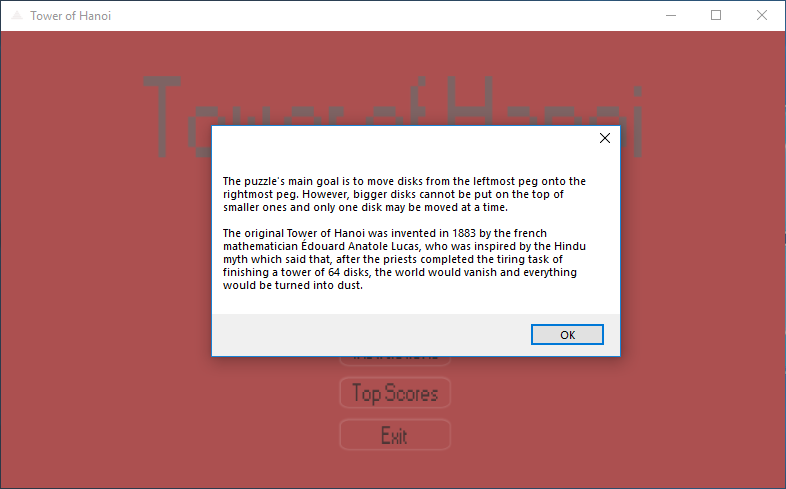 Tower of Hanoi
Tower of Hanoi
The puzzle's main goal is to move disks from the leftmost peg onto the
rightmost peg. However, bigger disks cannot be put on the top of
smaller ones and only one disk may be moved at a time.
The original Tower of Hanoi was invented in 1883 by the french
mathematician Édouard Anatole Lucas, who was inspired by the Hindu
myth which said that, after the priests completed the tiring task of
finishing a tower of 64 disks, the world would vanish and everything
would be turned into dust.
OK
Top Scores
Exit